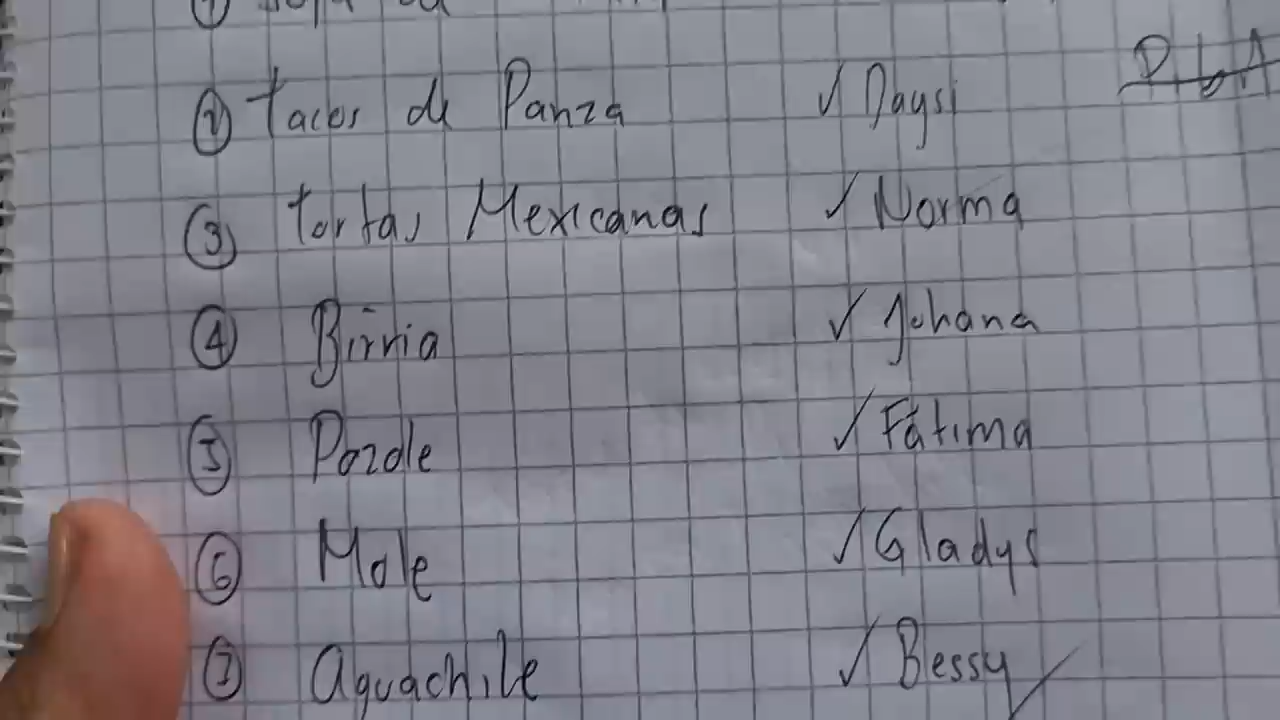 ② tacos de Panza ✓ Daysi
③ tortas Mexicanas ✓ Norma
④ Birria ✓ Johana
⑤ Pozole ✓ Fátima
⑥ Mole ✓ Gladys
⑦ aguachile ✓ Bessy